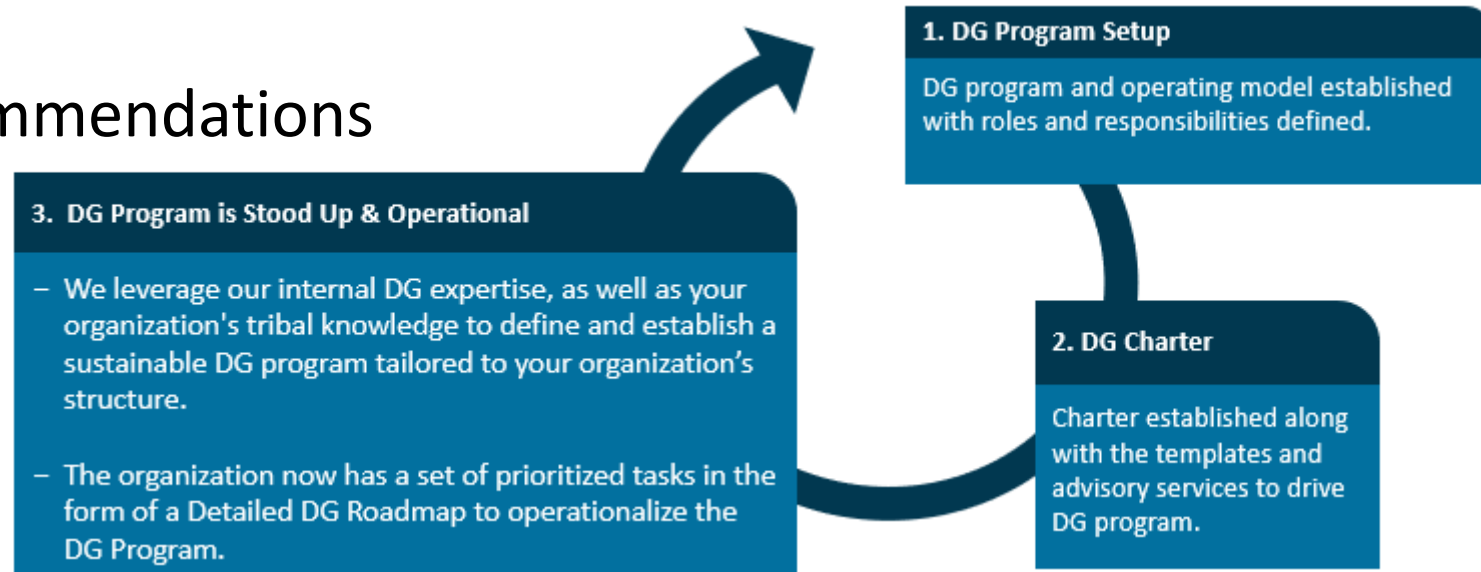 mmendations
1. DG Program Setup
DG program and operating model established
with roles and responsibilities defined.
2. DG Charter
Charter established along
with the templates and
advisory services to drive
DG program.
3. DG Program is Stood Up & Operational
– We leverage our internal DG expertise, as well as your
organization's tribal knowledge to define and establish a
sustainable DG program tailored to your organization’s
structure.
– The organization now has a set of prioritized tasks in the
form of a Detailed DG Roadmap to operationalize the
DG Program.